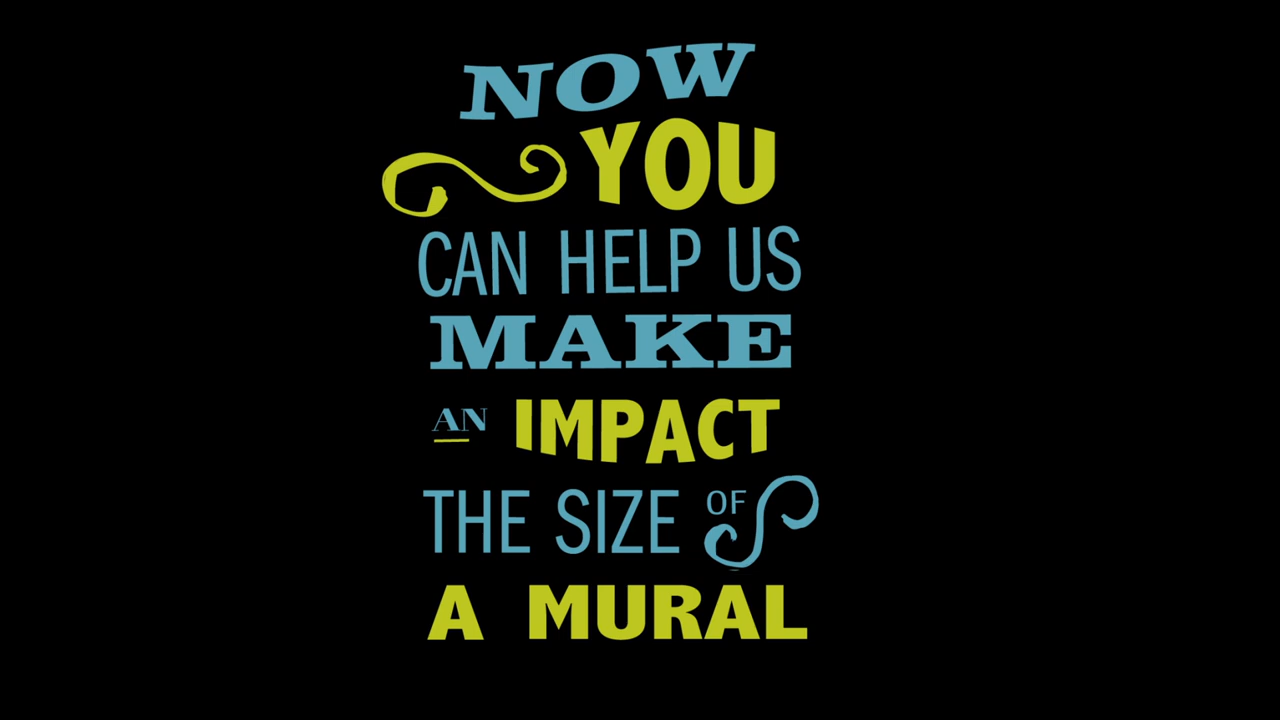 NOW
YOU
CAN HELP US
MAKE
AN IMPACT
THE SIZE OF
A MURAL